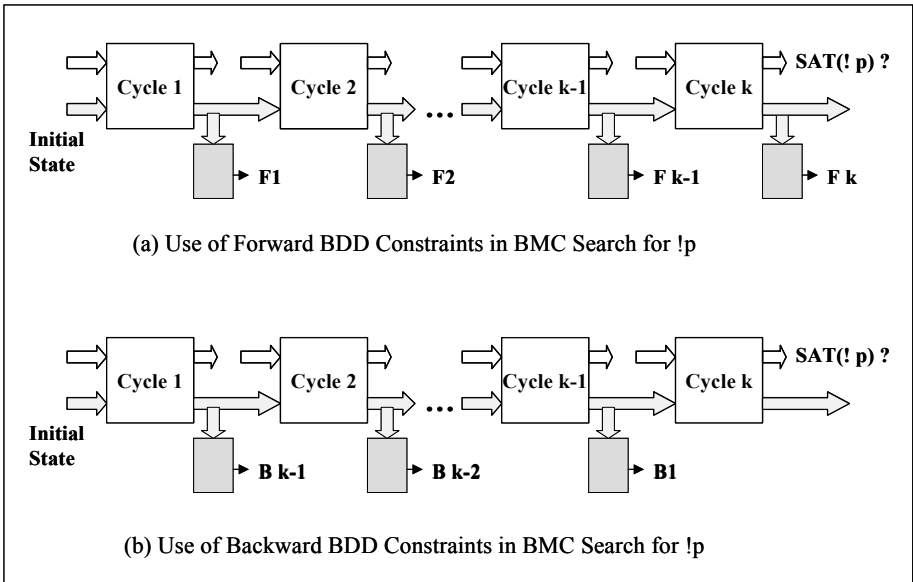 Cycle 1
Cycle 2
Cycle k-1
Cycle k
SAT(! p) ?
Initial
State
...
F1
F2
F k-1
F k
(a) Use of Forward BDD Constraints in BMC Search for !p
Cycle 1
Cycle 2
Cycle k-1
Cycle k
SAT(! p) ?
Initial
State
...
B k-1
B k-2
B1
(b) Use of Backward BDD Constraints in BMC Search for !p